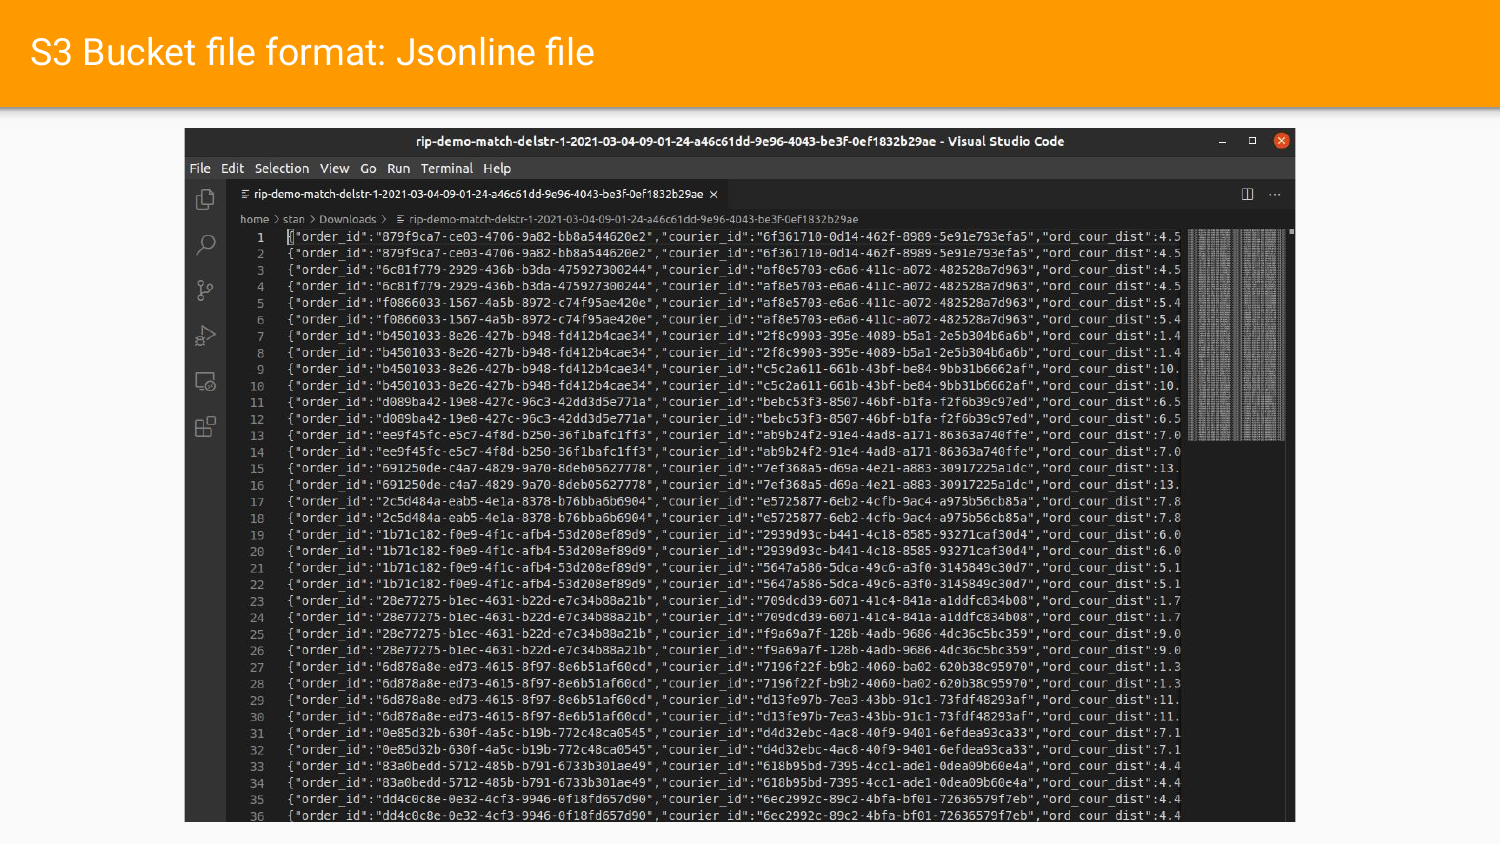 S3 Bucket file format: Jsonline file
rip-demo-match-delstr-1-2021-03-04-09-01-24-a46c61dd-9e96-4043-be3f-0ef1832b29ae - Visual Studio Code
File Edit Selection View Go Run Terminal Help
rip-demo-match-delstr-1-2021-03-04-09-01-24-a46c61dd-9e96-4043-be3f-0ef1832b29ae
home > stan > Downloads > rip-demo-match-delstr-1-2021-03-04-09-01-24-a46c61dd-9e96-4043-be3f-0ef1832b29ae
1 {"order_id":"879f9ca7-ce03-4706-9a82-bb8a544620e2","courier_id":"6f361710-0d14-462f-8989-5e91e793efa5","ord_cour_dist":4.5
2 {"order_id":"879f9ca7-ce03-4706-9a82-bb8a544620e2","courier_id":"6f361710-0d14-462f-8989-5e91e793efa5","ord_cour_dist":4.5
3 {"order_id":"6c81f779-2929-436b-b3da-475927300244","courier_id":"af8e5703-e6a6-411c-a072-482528a7d963","ord_cour_dist":4.5
4 {"order_id":"6c81f779-2929-436b-b3da-475927300244","courier_id":"af8e5703-e6a6-411c-a072-482528a7d963","ord_cour_dist":4.5
5 {"order_id":"f0866033-1567-4a5b-8972-c74f95ae420e","courier_id":"af8e5703-e6a6-411c-a072-482528a7d963","ord_cour_dist":5.4
6 {"order_id":"f0866033-1567-4a5b-8972-c74f95ae420e","courier_id":"af8e5703-e6a6-411c-a072-482528a7d963","ord_cour_dist":5.4
7 {"order_id":"b4501033-8e26-427b-b948-fd412b4cae34","courier_id":"2f8c9903-395e-4089-b5a1-2e5b304b6a6b","ord_cour_dist":1.4
8 {"order_id":"b4501033-8e26-427b-b948-fd412b4cae34","courier_id":"2f8c9903-395e-4089-b5a1-2e5b304b6a6b","ord_cour_dist":1.4
9 {"order_id":"b4501033-8e26-427b-b948-fd412b4cae34","courier_id":"c5c2a611-661b-43bf-be84-9bb31b6662af","ord_cour_dist":10.
10 {"order_id":"b4501033-8e26-427b-b948-fd412b4cae34","courier_id":"c5c2a611-661b-43bf-be84-9bb31b6662af","ord_cour_dist":10.
11 {"order_id":"d089ba42-19e8-427c-96c3-42dd3d5e771a","courier_id":"bebc53f3-8507-46bf-b1fa-f2f6b39c97ed","ord_cour_dist":6.5
12 {"order_id":"d089ba42-19e8-427c-96c3-42dd3d5e771a","courier_id":"bebc53f3-8507-46bf-b1fa-f2f6b39c97ed","ord_cour_dist":6.5
13 {"order_id":"ee9f45fc-e5c7-4f8d-b250-36f1bafc1ff3","courier_id":"ab9b24f2-91e4-4ad8-a171-86363a740ffe","ord_cour_dist":7.0
14 {"order_id":"ee9f45fc-e5c7-4f8d-b250-36f1bafc1ff3","courier_id":"ab9b24f2-91e4-4ad8-a171-86363a740ffe","ord_cour_dist":7.0
15 {"order_id":"691250de-c4a7-4829-9a70-8deb05627778","courier_id":"7ef368a5-d69a-4e21-a883-30917225a1dc","ord_cour_dist":13.
16 {"order_id":"691250de-c4a7-4829-9a70-8deb05627778","courier_id":"7ef368a5-d69a-4e21-a883-30917225a1dc","ord_cour_dist":13.
17 {"order_id":"2c5d484a-eab5-4e1a-8378-b76bba6b6904","courier_id":"e5725877-6eb2-4cfb-9ac4-a975b56cb85a","ord_cour_dist":7.8
18 {"order_id":"2c5d484a-eab5-4e1a-8378-b76bba6b6904","courier_id":"e5725877-6eb2-4cfb-9ac4-a975b56cb85a","ord_cour_dist":7.8
19 {"order_id":"1b71c182-f0e9-4f1c-afb4-53d208ef89d9","courier_id":"2939d93c-b441-4c18-8585-93271caf30d4","ord_cour_dist":6.0
20 {"order_id":"1b71c182-f0e9-4f1c-afb4-53d208ef89d9","courier_id":"2939d93c-b441-4c18-8585-93271caf30d4","ord_cour_dist":6.0
21 {"order_id":"1b71c182-f0e9-4f1c-afb4-53d208ef89d9","courier_id":"5647a586-5dca-49c6-a3f0-3145849c30d7","ord_cour_dist":5.1
22 {"order_id":"1b71c182-f0e9-4f1c-afb4-53d208ef89d9","courier_id":"5647a586-5dca-49c6-a3f0-3145849c30d7","ord_cour_dist":5.1
23 {"order_id":"28e77275-b1ec-4631-b22d-e7c34b88a21b","courier_id":"709dcd39-6071-41c4-841a-a1ddfc834b08","ord_cour_dist":1.7
24 {"order_id":"28e77275-b1ec-4631-b22d-e7c34b88a21b","courier_id":"709dcd39-6071-41c4-841a-a1ddfc834b08","ord_cour_dist":1.7
25 {"order_id":"28e77275-b1ec-4631-b22d-e7c34b88a21b","courier_id":"f9a69a7f-128b-4adb-9686-4dc36c5bc359","ord_cour_dist":9.0
26 {"order_id":"28e77275-b1ec-4631-b22d-e7c34b88a21b","courier_id":"f9a69a7f-128b-4adb-9686-4dc36c5bc359","ord_cour_dist":9.0
27 {"order_id":"6d878a8e-ed73-4615-8f97-8e6b51af60cd","courier_id":"7196f22f-b9b2-4060-ba02-620b38c95970","ord_cour_dist":1.3
28 {"order_id":"6d878a8e-ed73-4615-8f97-8e6b51af60cd","courier_id":"7196f22f-b9b2-4060-ba02-620b38c95970","ord_cour_dist":1.3
29 {"order_id":"6d878a8e-ed73-4615-8f97-8e6b51af60cd","courier_id":"d13fe97b-7ea3-43bb-91c1-73fdf48293af","ord_cour_dist":11.
30 {"order_id":"6d878a8e-ed73-4615-8f97-8e6b51af60cd","courier_id":"d13fe97b-7ea3-43bb-91c1-73fdf48293af","ord_cour_dist":11.
31 {"order_id":"0e85d32b-630f-4a5c-b19b-772c48ca0545","courier_id":"d4d32ebc-4ac8-40f9-9401-6efdea93ca33","ord_cour_dist":7.1
32 {"order_id":"0e85d32b-630f-4a5c-b19b-772c48ca0545","courier_id":"d4d32ebc-4ac8-40f9-9401-6efdea93ca33","ord_cour_dist":7.1
33 {"order_id":"83a0bedd-5712-485b-b791-6733b301ae49","courier_id":"618b95bd-7395-4cc1-ade1-0dea09b60e4a","ord_cour_dist":4.4
34 {"order_id":"83a0bedd-5712-485b-b791-6733b301ae49","courier_id":"618b95bd-7395-4cc1-ade1-0dea09b60e4a","ord_cour_dist":4.4
35 {"order_id":"dd4c0c8e-0e32-4cf3-9946-0f18fd657d90","courier_id":"6ec2992c-89c2-4bfa-bf01-72636579f7eb","ord_cour_dist":4.4
36 {"order_id":"dd4c0c8e-0e32-4cf3-9946-0f18fd657d90","courier_id":"6ec2992c-89c2-4bfa-bf01-72636579f7eb","ord_cour_dist":4.4